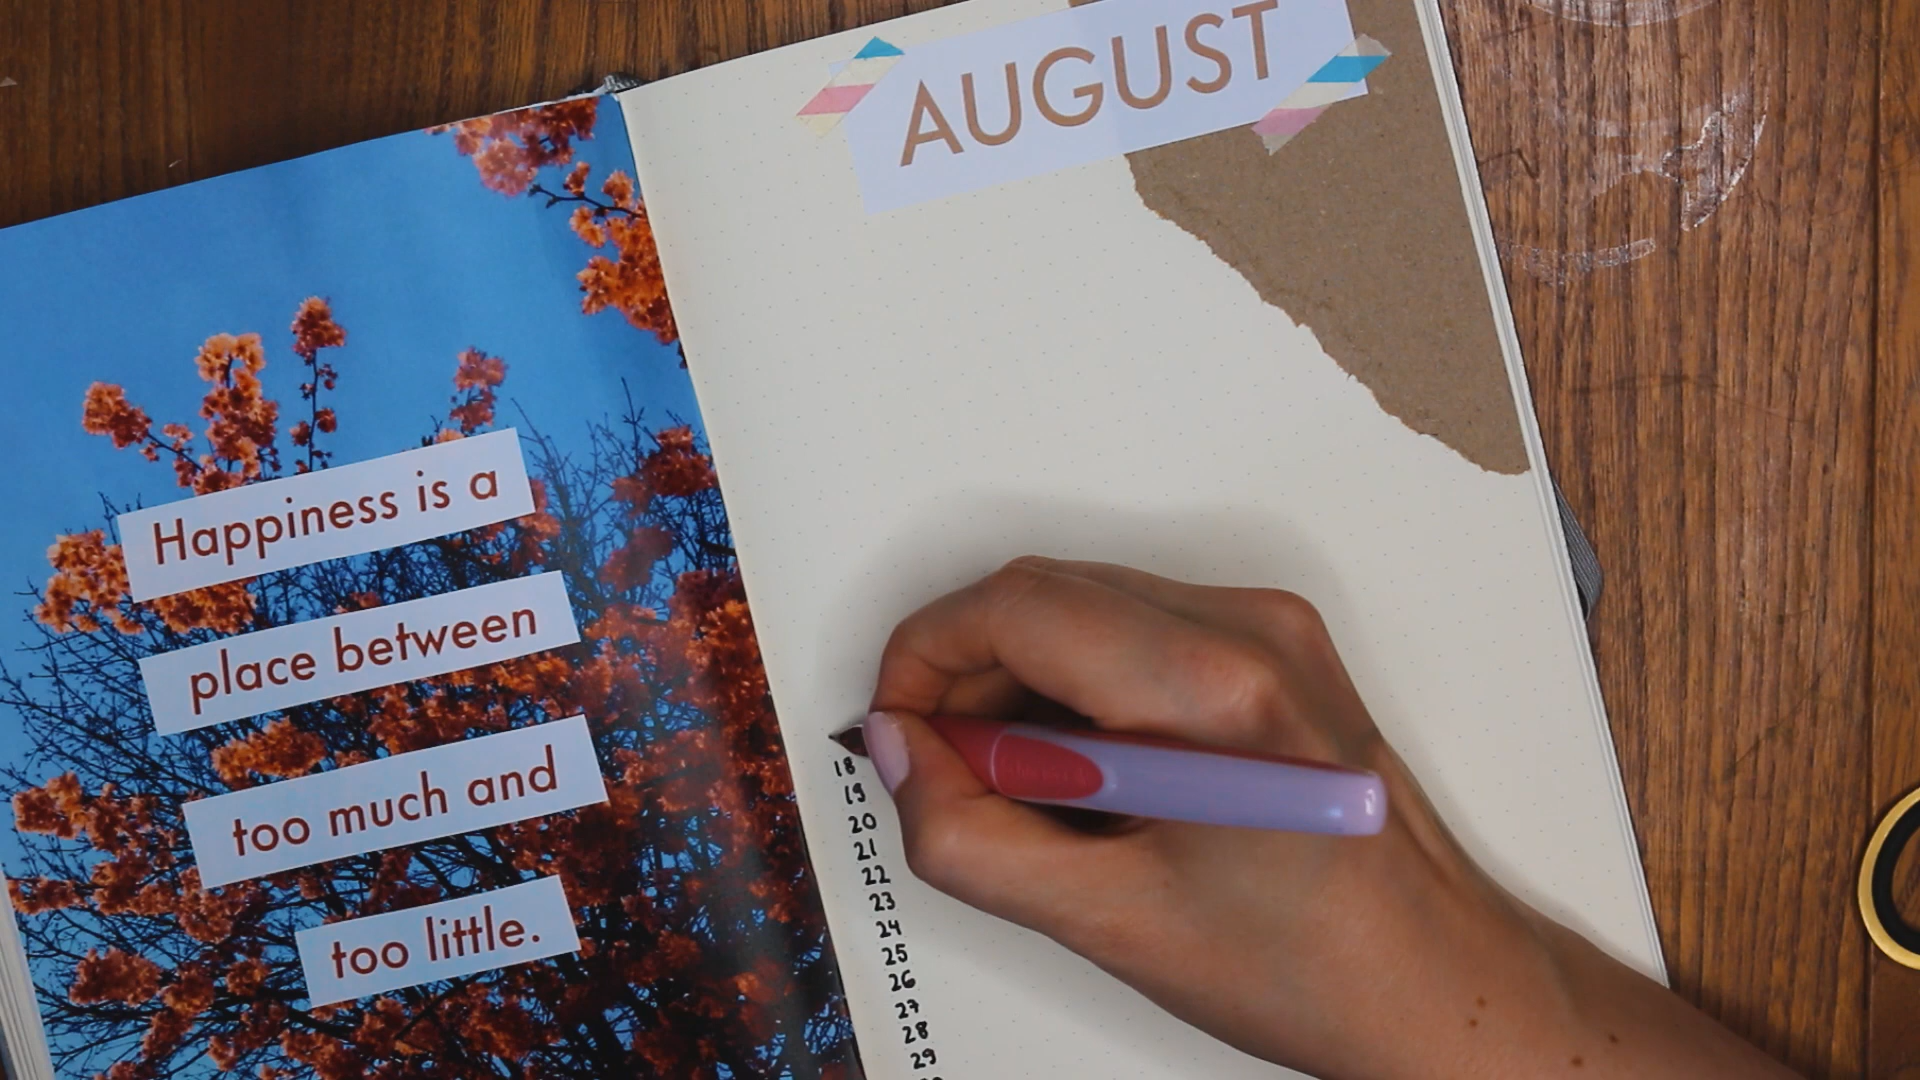 AUGUST
Happiness is a
place between
too much and
too little.
18
19
20
21
22
23
24
25
26
27
28
29